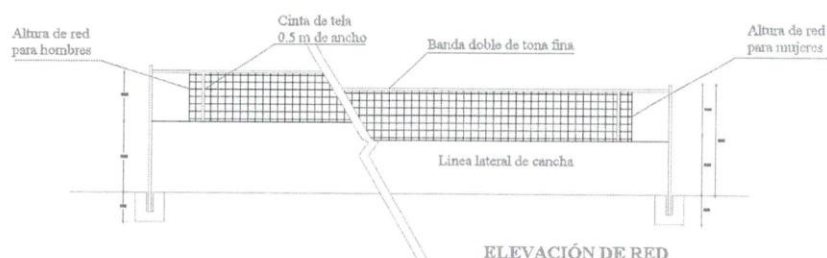 Altura de red
para hombres
Cinta de tela
0.5 m de ancho
Banda doble de tona fina
Altura de red
para mujeres
Línea lateral de cancha
ELEVACIÓN DE RED